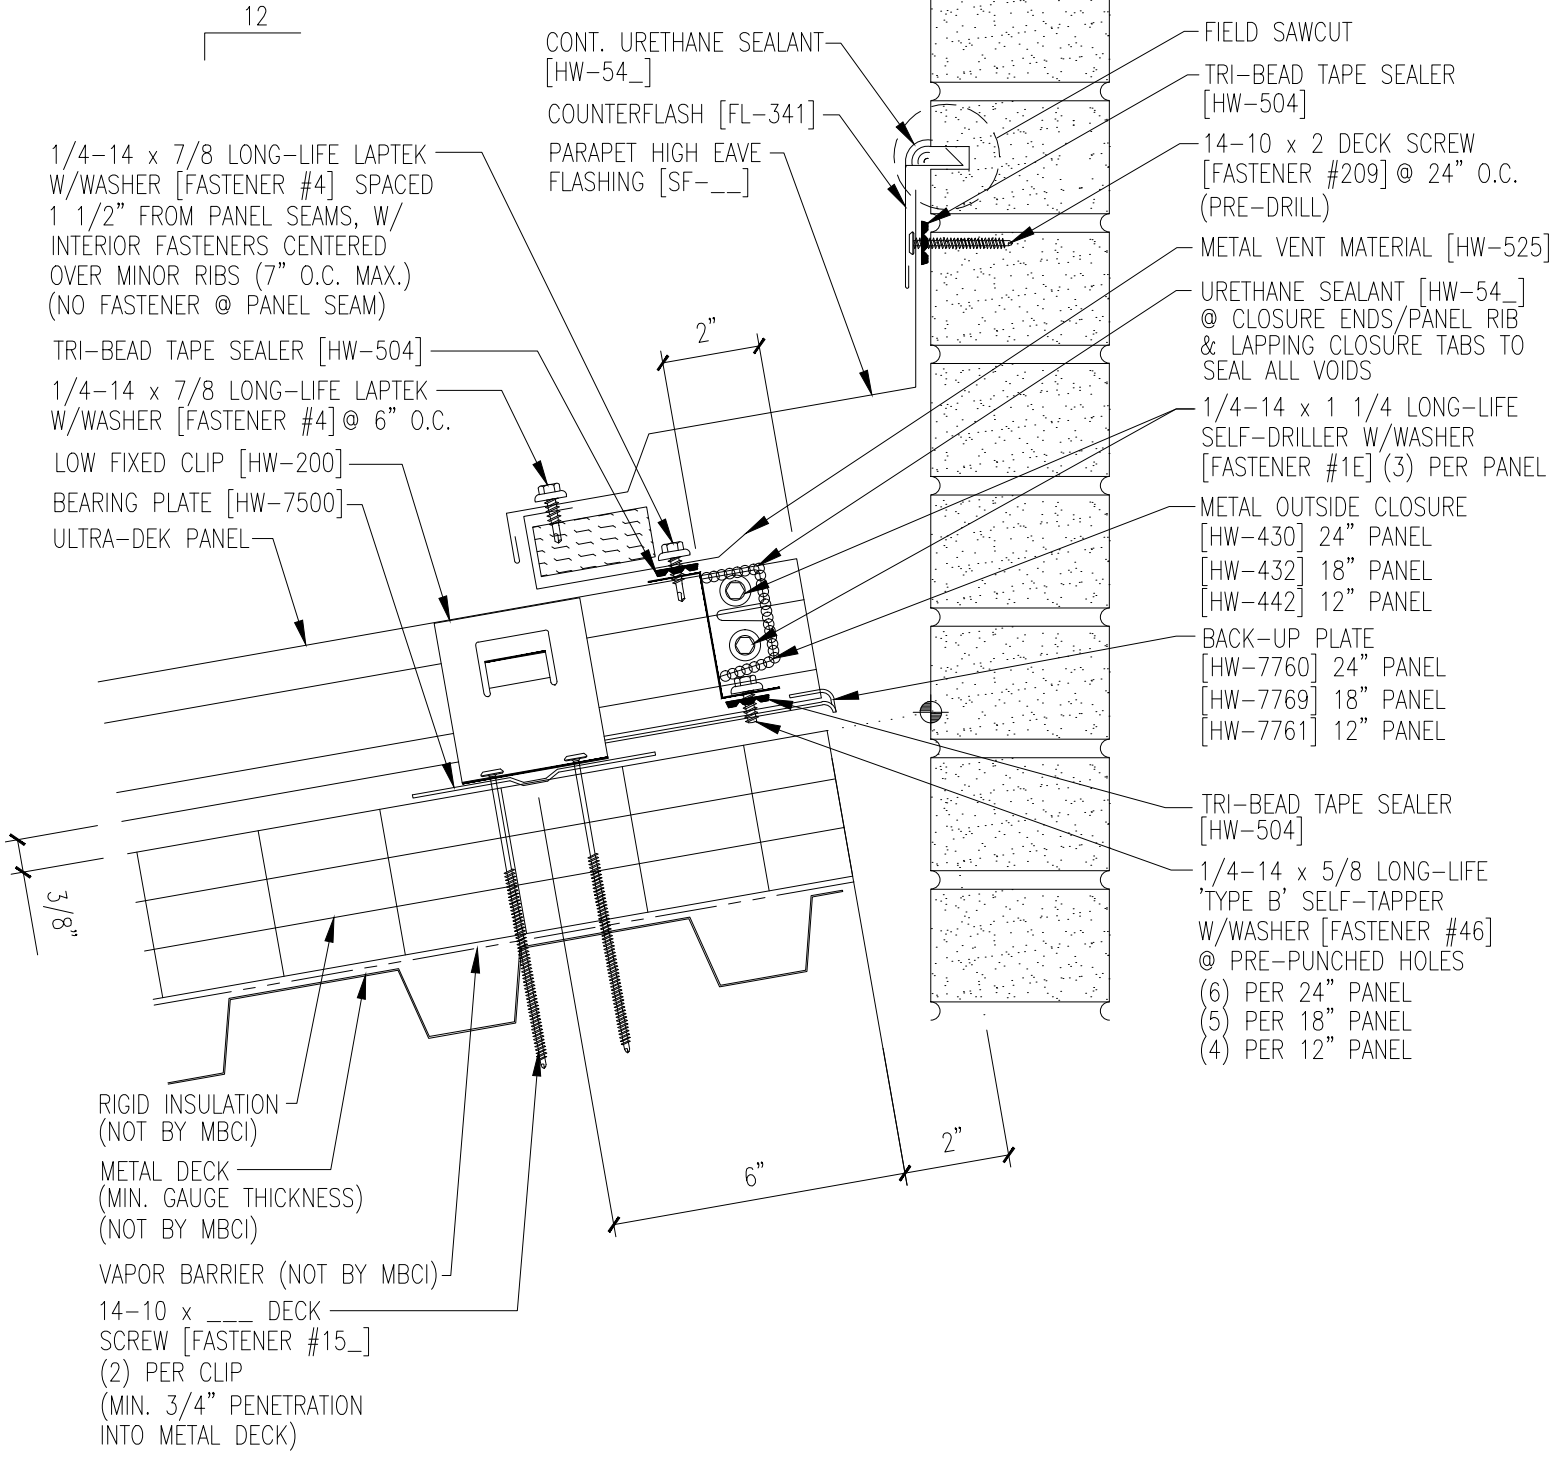 12
CONT. URETHANE SEALANT
[HW-54_]
COUNTERFLASH [FL-341]
PARAPET HIGH EAVE
FLASHING [SF-__]
1/4-14 x 7/8 LONG-LIFE LAPTEK
W/WASHER [FASTENER #4] SPACED
1 1/2" FROM PANEL SEAMS, W/
INTERIOR FASTENERS CENTERED
OVER MINOR RIBS (7" O.C. MAX.)
(NO FASTENER @ PANEL SEAM)
TRI-BEAD TAPE SEALER [HW-504]
1/4-14 x 7/8 LONG-LIFE LAPTEK
W/WASHER [FASTENER #4] @ 6" O.C.
LOW FIXED CLIP [HW-200]
BEARING PLATE [HW-7500]
ULTRA-DEK PANEL
2"
3/8"
RIGID INSULATION
(NOT BY MBCI)
METAL DECK
(MIN. GAUGE THICKNESS)
(NOT BY MBCI)
VAPOR BARRIER (NOT BY MBCI)
14-10 x ___ DECK
SCREW [FASTENER #15_]
(2) PER CLIP
(MIN. 3/4" PENETRATION
INTO METAL DECK)
6"
2"
FIELD SAWCUT
TRI-BEAD TAPE SEALER
[HW-504]
14-10 x 2 DECK SCREW
[FASTENER #209] @ 24" O.C.
(PRE-DRILL)
METAL VENT MATERIAL [HW-525]
URETHANE SEALANT [HW-54_]
@ CLOSURE ENDS/PANEL RIB
& LAPPING CLOSURE TABS TO
SEAL ALL VOIDS
1/4-14 x 1 1/4 LONG-LIFE
SELF-DRILLER W/WASHER
[FASTENER #1E] (3) PER PANEL
METAL OUTSIDE CLOSURE
[HW-430] 24" PANEL
[HW-432] 18" PANEL
[HW-442] 12" PANEL
BACK-UP PLATE
[HW-7760] 24" PANEL
[HW-7769] 18" PANEL
[HW-7761] 12" PANEL
TRI-BEAD TAPE SEALER
[HW-504]
1/4-14 x 5/8 LONG-LIFE
'TYPE B' SELF-TAPPER
W/WASHER [FASTENER #46]
@ PRE-PUNCHED HOLES
(6) PER 24" PANEL
(5) PER 18" PANEL
(4) PER 12" PANEL